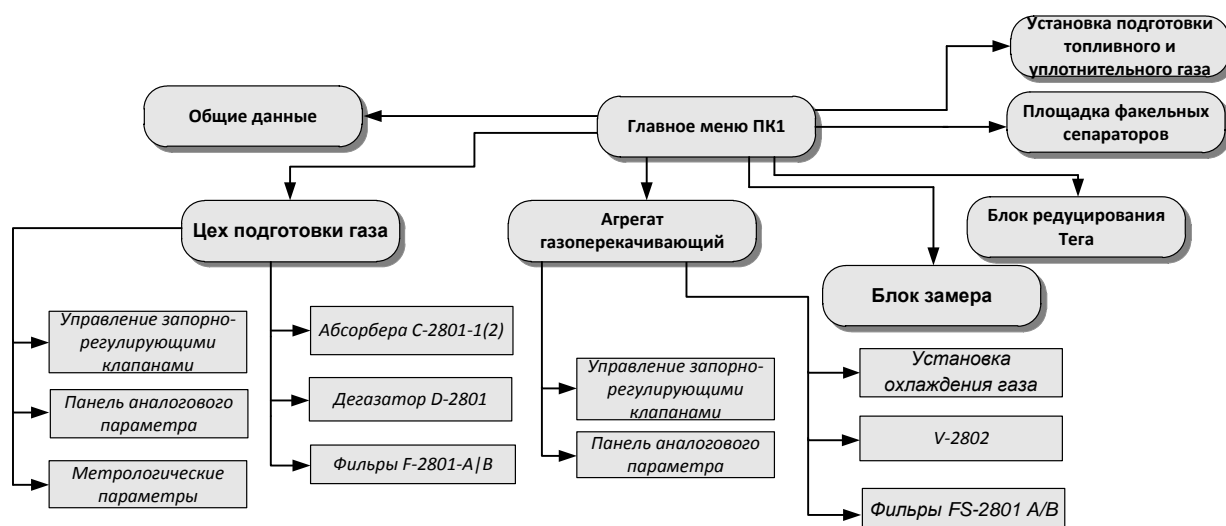 Установка подготовки
топливного и
уплотнительного газа
Общие данные
Главное меню ПК1
Площадка факельных
сепараторов
Цех подготовки газа
Агрегат
газоперекачивающий
Блок редуцирования
Тега
Блок замера
Управление запорно-
регулирующими
клапанами
Панель аналогового
параметра
Метрологические
параметры
Абсорбера С-2801-1(2)
Дегазатор D-2801
Фильры F-2801-A|B
Управление запорно-
регулирующими
клапанами
Панель аналогового
параметра
Установка
охлаждения газа
V-2802
Фильры FS-2801 A/B